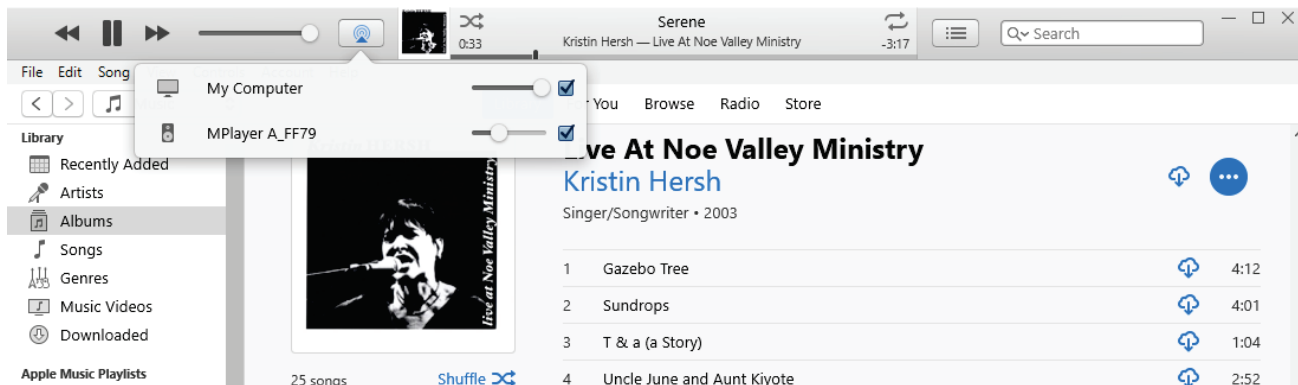 Serene
0:33
Kristin Hersh — Live At Noe Valley Ministry
-3:17
Search
File Edit Song
My Computer
MPlayer A_FF79
You Browse Radio Store
Library
Recently Added
Artists
Albums
Songs
Genres
Music Videos
Downloaded
Apple Music Playlists
live at Noe Valley Ministry
25 songs
Shuffle
Live At Noe Valley Ministry
Kristin Hersh
Singer/Songwriter • 2003
1 Gazebo Tree 4:12
2 Sundrops 4:01
3 T & a (a Story) 1:04
4 Uncle June and Aunt Kiyote 2:52